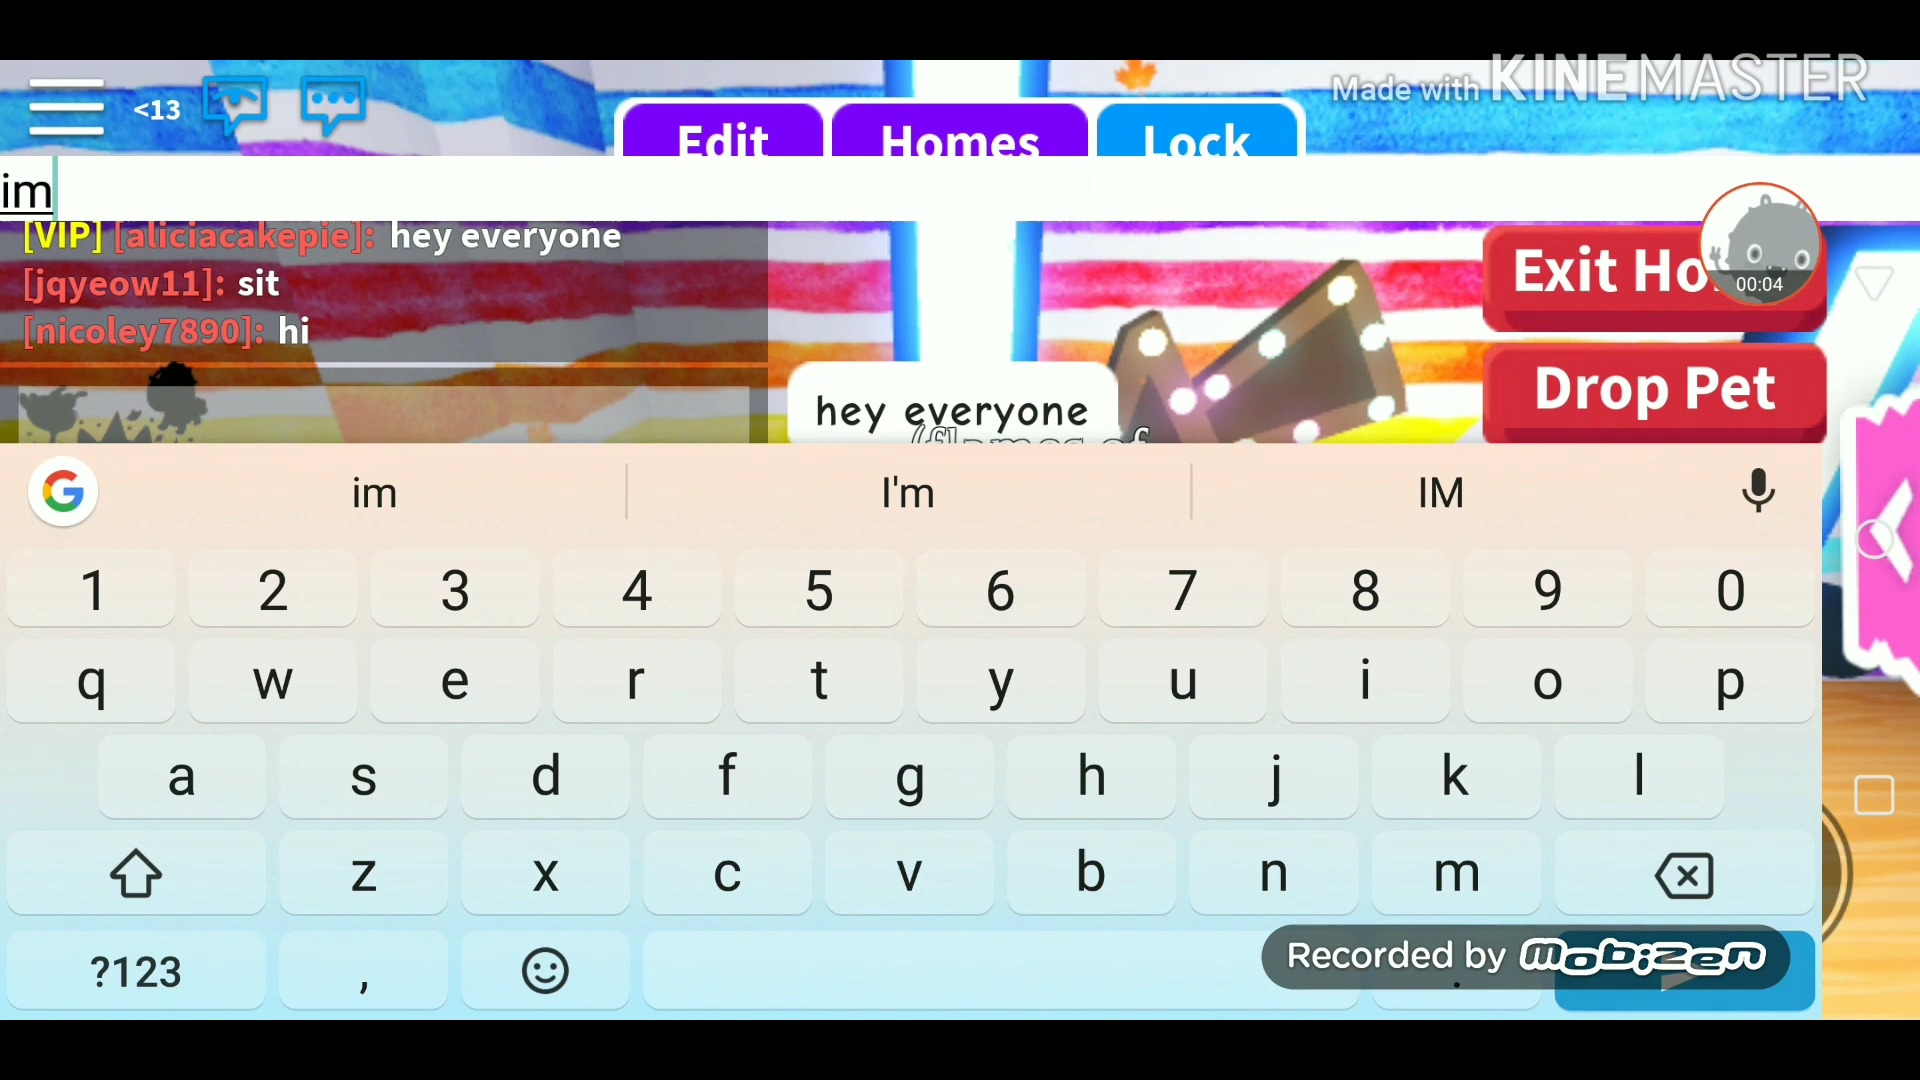 Made with KINEMASTER
<13
Edit Homes Lock
im
[VIP] [aliciacakepie]: hey everyone
[jqyeow11]: sit
[nicoley7890]: hi
Exit Ho
00:04
Drop Pet
hey everyone
im I'm IM
1 2 3 4 5 6 7 8 9 0
q w e r t y u i o p
a s d f g h j k l
z x c v b n m
?123 , .
Recorded by mobizen